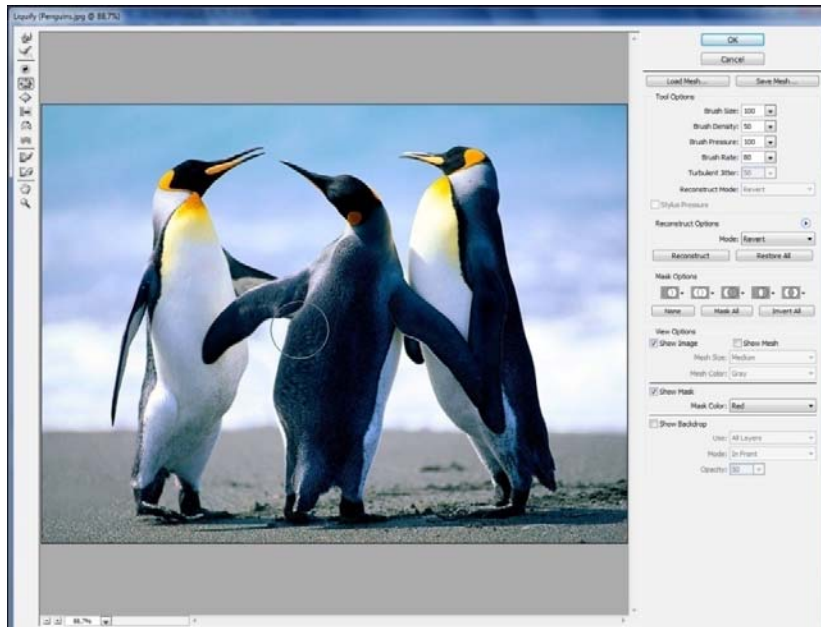 Liquify (Penguins.jpg @ 88,7%)
OK
Cancel
Load Mesh...
Save Mesh...
Tool Options
Brush Size: 100
Brush Density: 50
Brush Pressure: 100
Brush Rate: 80
Turbulent Jitter: 50
Reconstruct Mode: Revert
Stylus Pressure
Reconstruct Options
Mode: Revert
Reconstruct
Restore All
Mask Options
None
Mask All
Invert All
View Options
Show Image
Show Mesh
Mesh Size: Medium
Mesh Color: Gray
Show Mask
Mask Color: Red
Show Backdrop
Use: All Layers
Mode: In Front
Opacity: 50
88,7%